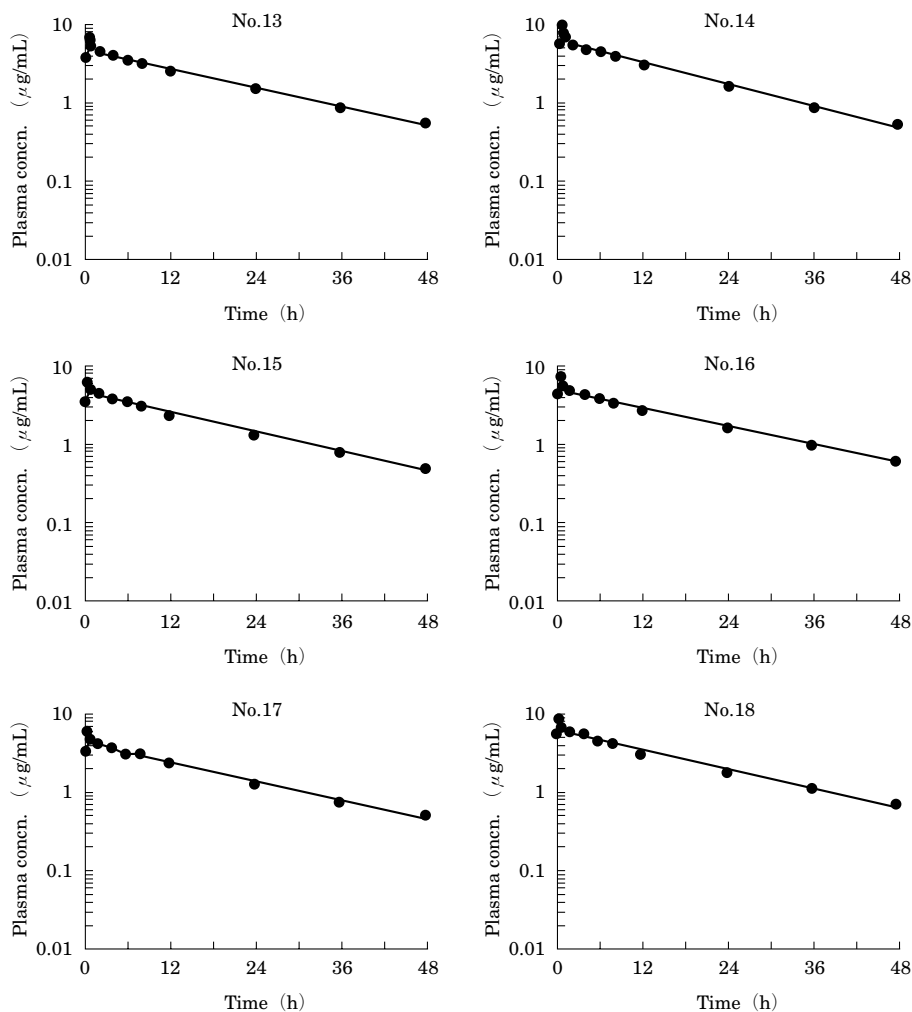 No.13
Plasma concn. (μg/mL)
10
1
0.1
0.01
0 12 24 36 48
Time (h)
No.14
Plasma concn. (μg/mL)
10
1
0.1
0.01
0 12 24 36 48
Time (h)
No.15
Plasma concn. (μg/mL)
10
1
0.1
0.01
0 12 24 36 48
Time (h)
No.16
Plasma concn. (μg/mL)
10
1
0.1
0.01
0 12 24 36 48
Time (h)
No.17
Plasma concn. (μg/mL)
10
1
0.1
0.01
0 12 24 36 48
Time (h)
No.18
Plasma concn. (μg/mL)
10
1
0.1
0.01
0 12 24 36 48
Time (h)